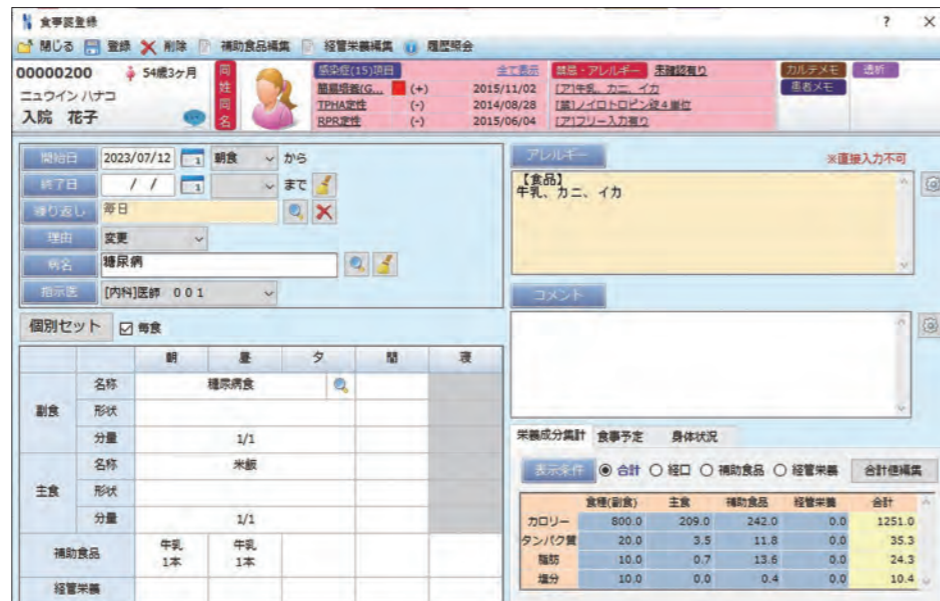 食事箋登録 ? ×
閉じる 登録 削除 補助食品編集 経管栄養編集 履歴照会
00000200 54歳3ヶ月
ニュウイン ハナコ
入院 花子
同姓同名
感染症(15)項目 全て表示
簡易培養(G... (+) 2015/11/02
TPHA定性 (-) 2014/08/28
RPR定性 (-) 2015/06/04
禁忌・アレルギー 未確認有り
[ア]牛乳、カニ、イカ
[薬]ノイロトロピン錠4単位
[ア]フリー入力有り
カルテメモ 透析
患者メモ
開始日 2023/07/12 朝食 から
終了日 / / まで
繰り返し 毎日
理由 変更
病名 糖尿病
指示医 [内科]医師 001
個別セット 毎食
朝 昼 夕 間 寝
副食 名称 糖尿病食
形状
分量 1/1
主食 名称 米飯
形状
分量 1/1
補助食品 牛乳 1本 牛乳 1本
経管栄養
アレルギー ※直接入力不可
【食品】
牛乳、カニ、イカ
コメント
栄養成分集計 食事予定 身体状況
表示条件 合計 経口 補助食品 経管栄養 合計値編集
食種(副食) 主食 補助食品 経管栄養 合計
カロリー 800.0 209.0 242.0 0.0 1251.0
タンパク質 20.0 3.5 11.8 0.0 35.3
脂肪 10.0 0.7 13.6 0.0 24.3
塩分 10.0 0.0 0.4 0.0 10.4